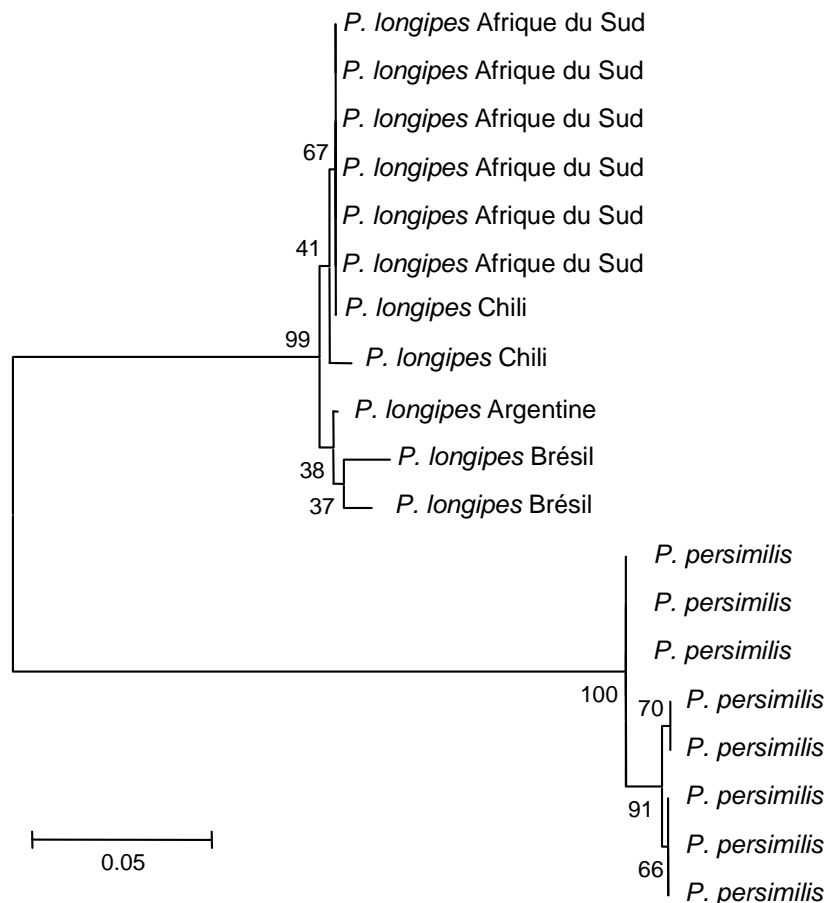 P. longipes Afrique du Sud
P. longipes Afrique du Sud
P. longipes Afrique du Sud
67
P. longipes Afrique du Sud
P. longipes Afrique du Sud
41
P. longipes Afrique du Sud
P. longipes Chili
99
P. longipes Chili
P. longipes Argentine
P. longipes Brésil
38
P. longipes Brésil
37
P. persimilis
P. persimilis
P. persimilis
100
70
P. persimilis
P. persimilis
P. persimilis
91
P. persimilis
0.05
66
P. persimilis